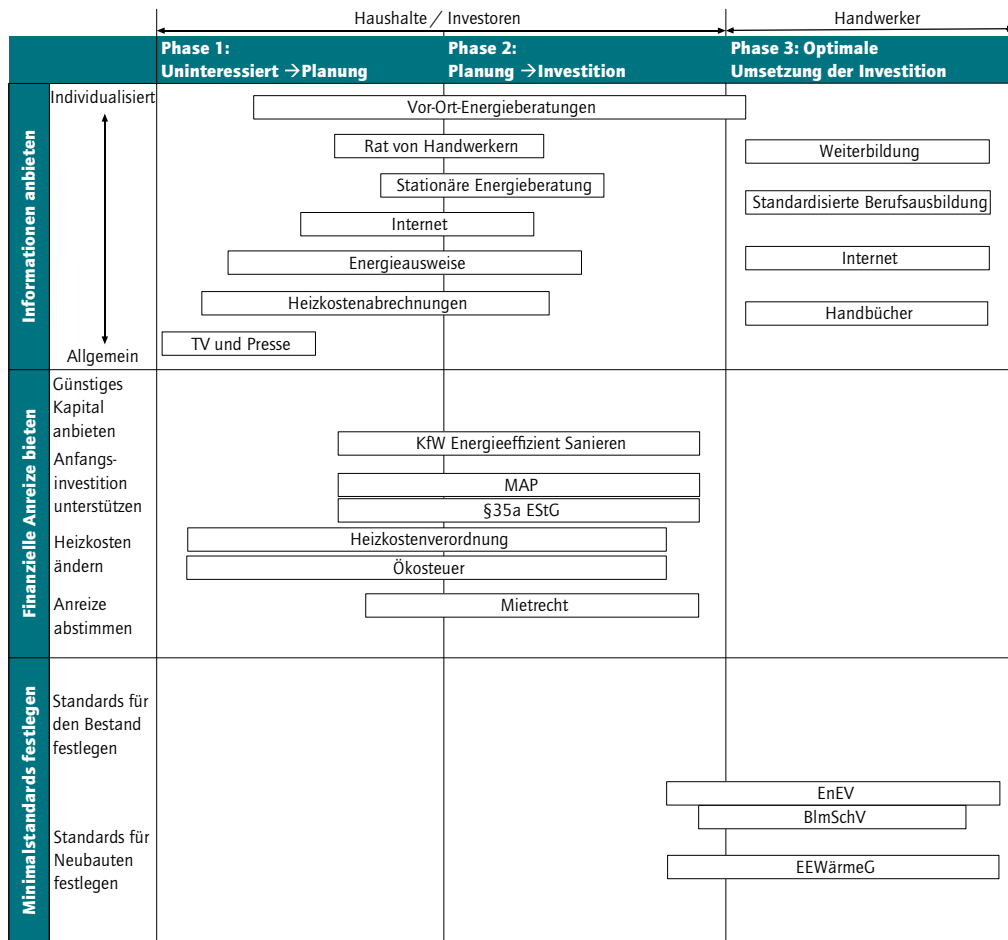 Haushalte / Investoren
Handwerker
Phase 1:
Uninteressiert →Planung
Phase 2:
Planung →Investition
Phase 3: Optimale
Umsetzung der Investition
Informationen anbieten
Individualisiert
Allgemein
Vor-Ort-Energieberatungen
Rat von Handwerkern
Stationäre Energieberatung
Internet
Energieausweise
Heizkostenabrechnungen
TV und Presse
Weiterbildung
Standardisierte Berufsausbildung
Internet
Handbücher
Finanzielle Anreize bieten
Günstiges
Kapital
anbieten
Anfangs-
investition
unterstützen
Heizkosten
ändern
Anreize
abstimmen
KfW Energieeffizient Sanieren
MAP
§35a EStG
Heizkostenverordnung
Ökosteuer
Mietrecht
Minimalstandards festlegen
Standards für
den Bestand
festlegen
Standards für
Neubauten
festlegen
EnEV
BlmSchV
EEWärmeG